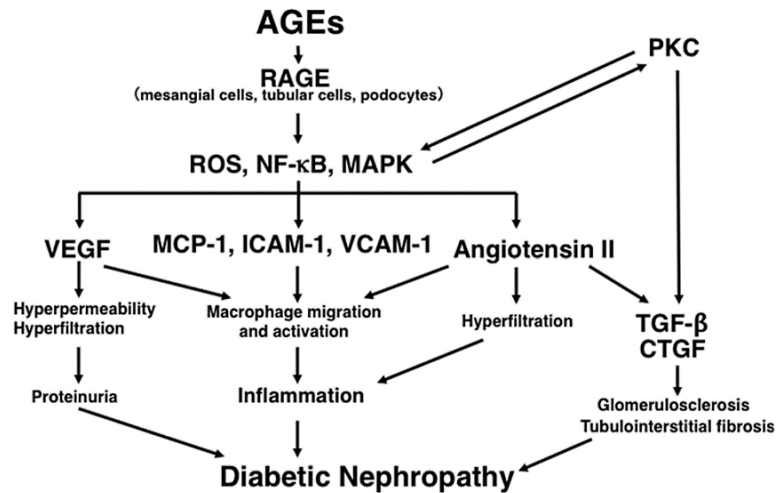 AGEs
PKC
RAGE
(mesangial cells, tubular cells, podocytes)
ROS, NF-κB, MAPK
VEGF
MCP-1, ICAM-1, VCAM-1
Angiotensin II
Hyperpermeability
Hyperfiltration
Macrophage migration
and activation
Hyperfiltration
TGF-β
CTGF
Proteinuria
Inflammation
Glomerulosclerosis
Tubulointerstitial fibrosis
Diabetic Nephropathy